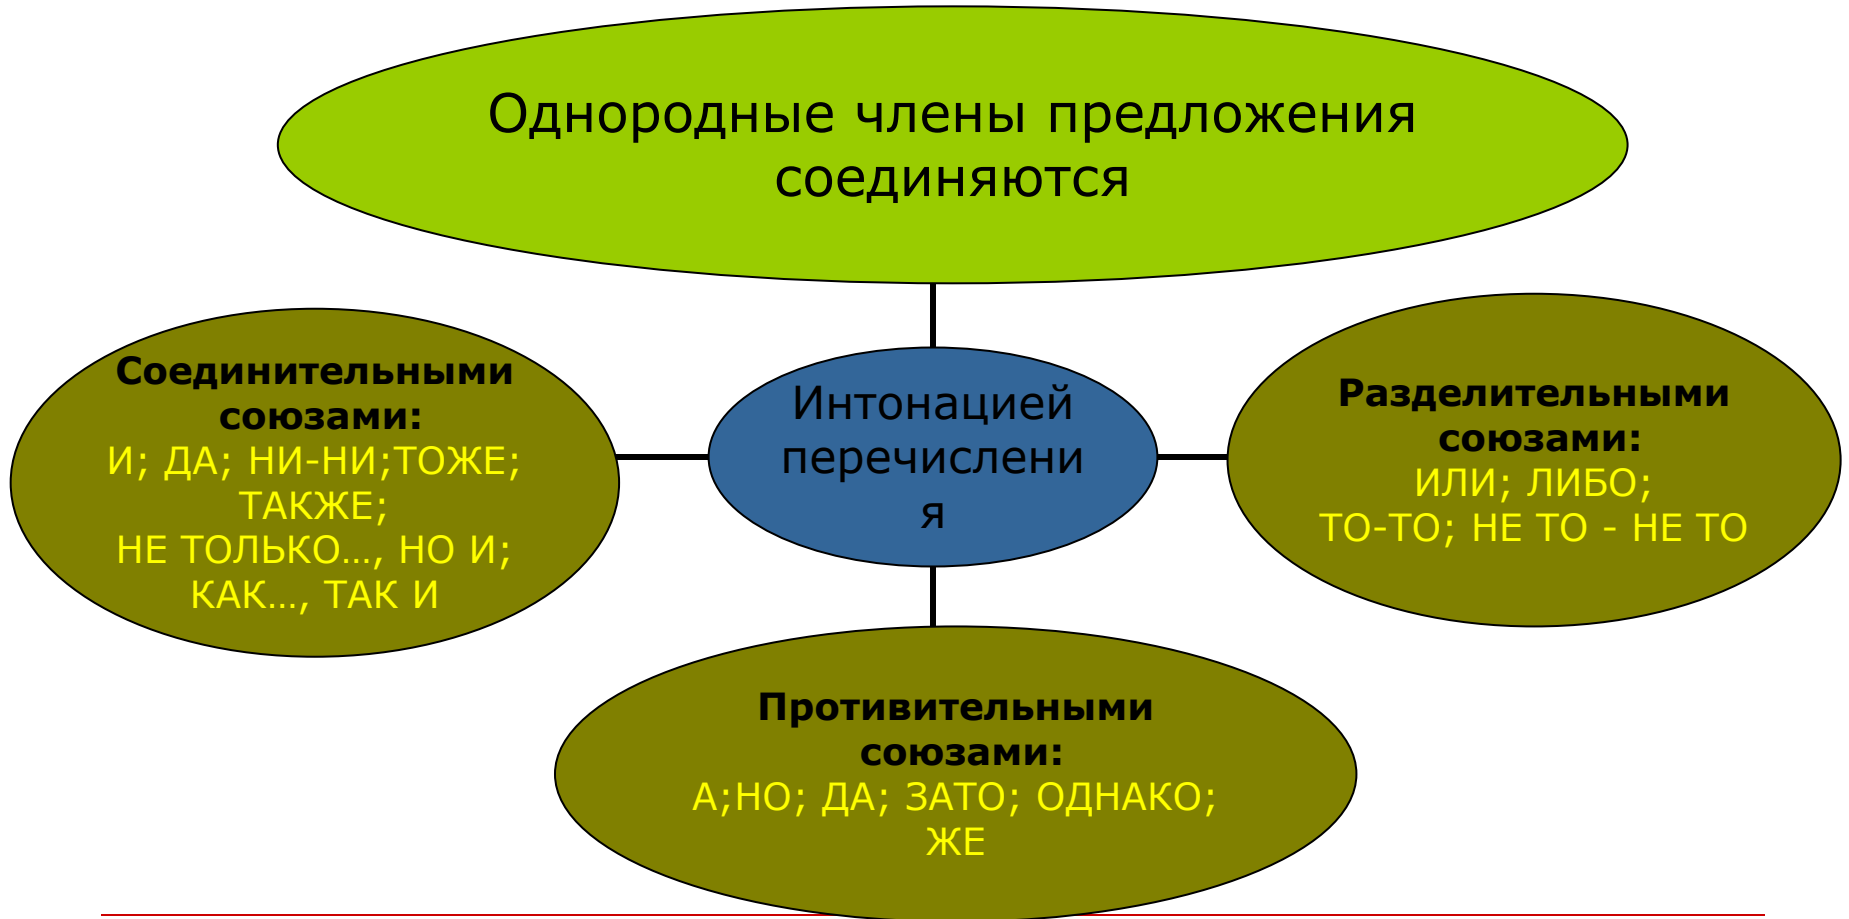 Однородные члены предложения
соединяются
Соединительными
союзами:
И; ДА; НИ-НИ;ТОЖЕ;
ТАКЖЕ;
НЕ ТОЛЬКО…, НО И;
КАК…, ТАК И
Интонацией
перечислени
я
Разделительными
союзами:
ИЛИ; ЛИБО;
ТО-ТО; НЕ ТО - НЕ ТО
Противительными
союзами:
А;НО; ДА; ЗАТО; ОДНАКО;
ЖЕ